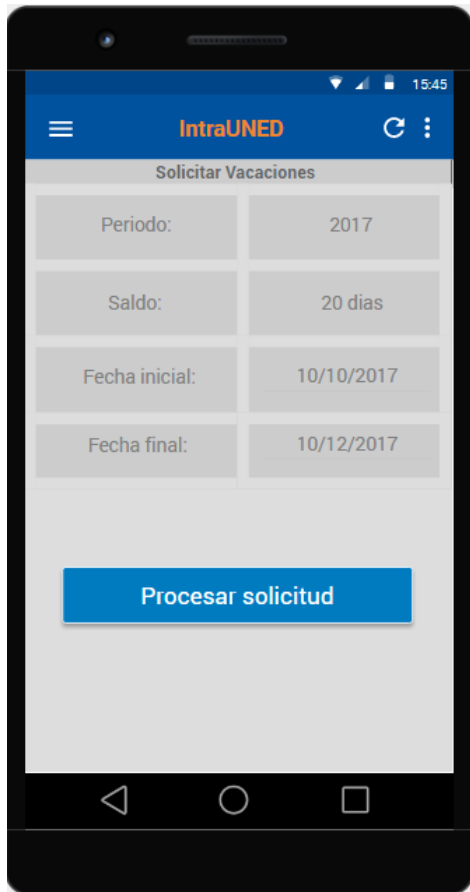 15:45
IntraUNED
Solicitar Vacaciones
Periodo: 2017
Saldo: 20 dias
Fecha inicial: 10/10/2017
Fecha final: 10/12/2017
Procesar solicitud